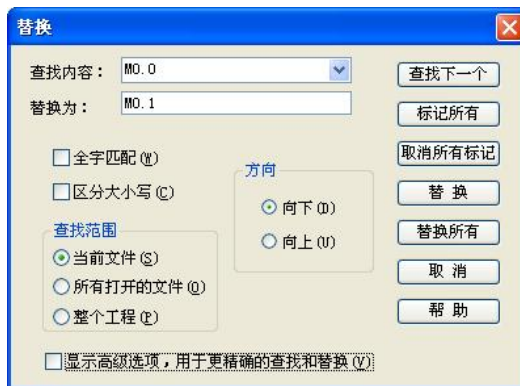 替换
查找内容： M0.0
替换为： M0.1
全字匹配(W)
区分大小写(C)
查找范围
当前文件(S)
所有打开的文件(O)
整个工程(P)
方向
向下(D)
向上(U)
查找下一个
标记所有
取消所有标记
替 换
替换所有
取 消
帮 助
显示高级选项，用于更精确的查找和替换(V)